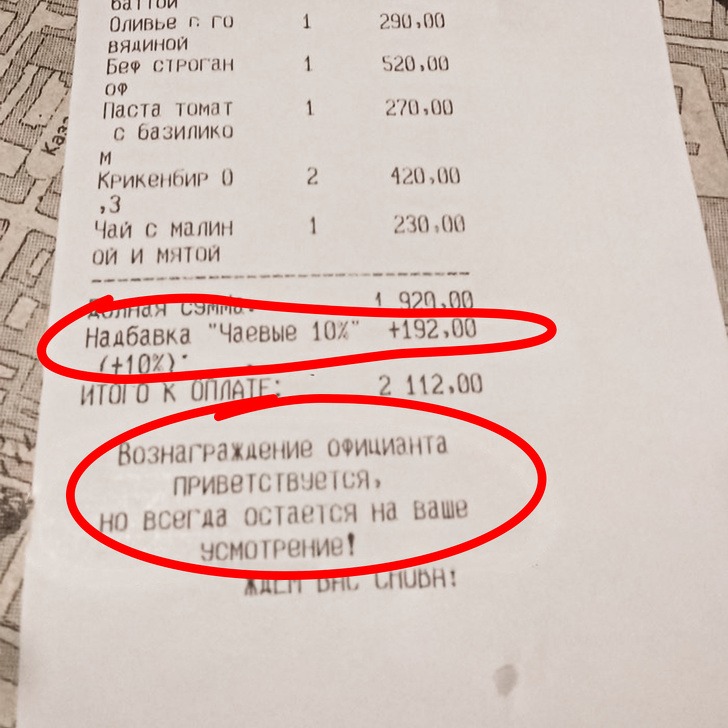 баттой
Оливье г. го 1 290,00
вядиной
Беф строган 1 520,00
оф
Паста томат 1 270,00
с базилико
м
Крикенбир 0 2 420,00
,3
Чай с малин 1 230,00
ой и мятой
Полная сумма: 1 920,00
Надбавка "Чаевые 10%" +192,00
(+10%):
ИТОГО К ОПЛАТЕ: 2 112,00
Вознаграждение официанта
приветствуется,
но всегда остается на ваше
усмотрение!
ЖДЕМ ВАС СНОВА!
Каза